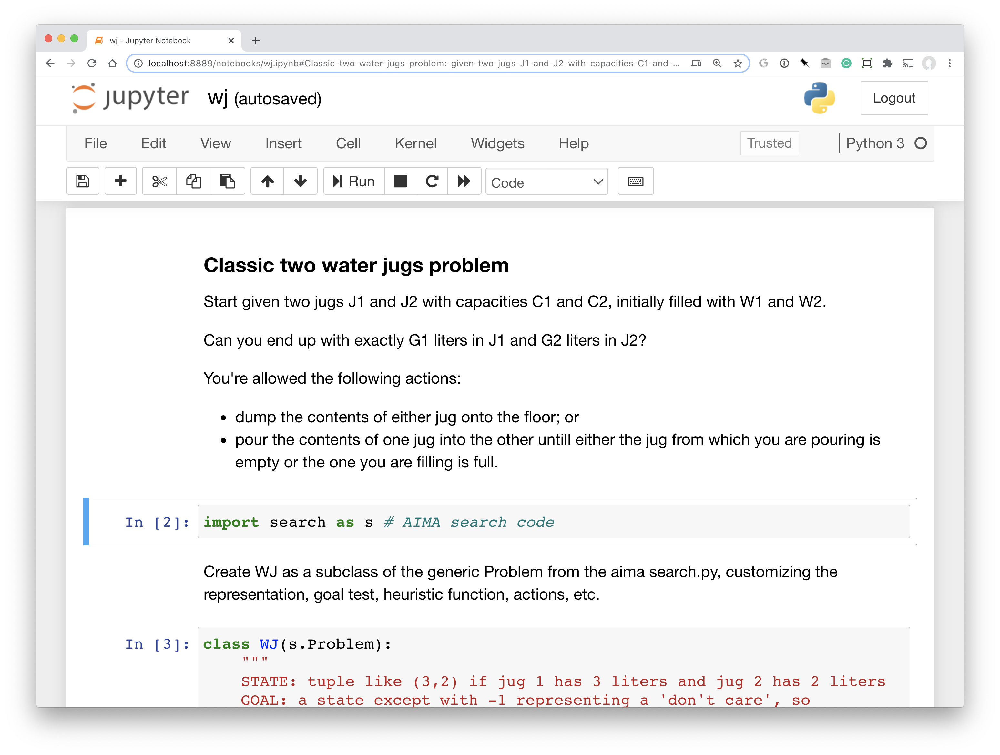 wj - Jupyter Notebook
localhost:8889/notebooks/wj.ipynb#Classic-two-water-jugs-problem:-given-two-jugs-J1-and-J2-with-capacities-C1-and-...
jupyter wj (autosaved) Logout
File Edit View Insert Cell Kernel Widgets Help Trusted Python 3
Run Code
Classic two water jugs problem
Start given two jugs J1 and J2 with capacities C1 and C2, initially filled with W1 and W2.
Can you end up with exactly G1 liters in J1 and G2 liters in J2?
You're allowed the following actions:
• dump the contents of either jug onto the floor; or
• pour the contents of one jug into the other untill either the jug from which you are pouring is
empty or the one you are filling is full.
In [2]: import search as s # AIMA search code
Create WJ as a subclass of the generic Problem from the aima search.py, customizing the
representation, goal test, heuristic function, actions, etc.
In [3]: class WJ(s.Problem):
"""
STATE: tuple like (3,2) if jug 1 has 3 liters and jug 2 has 2 liters
GOAL: a state except with -1 representing a 'don't care', so